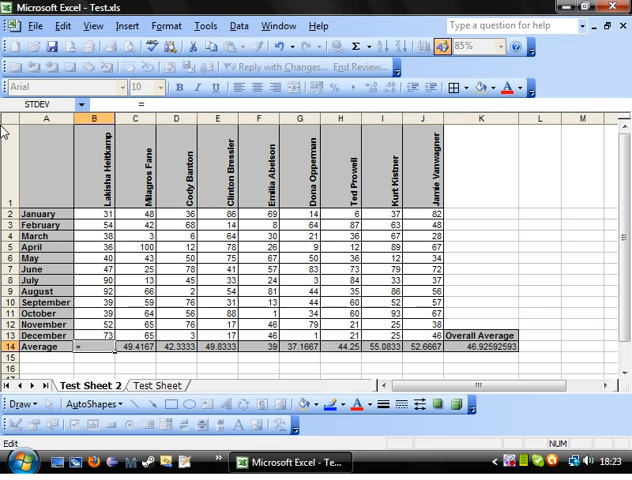 Microsoft Excel - Test.xls
File Edit View Insert Format Tools Data Window Help Type a question for help
Σ 85%
Reply with Changes... End Review...
Arial 10 B I U % A
STDEV =
A B C D E F G H I J K L M
1 Lakisha Heitkamp Milagros Fane Cody Banton Clinton Bressler Emilia Abelson Dona Opperman Ted Prowell Kurt Kistner Jamie Vanwagner
2 January 31 48 36 86 69 14 6 37 82
3 February 54 42 68 14 8 64 87 63 48
4 March 38 3 6 64 30 21 36 67 28
5 April 36 100 12 78 26 9 12 89 67
6 May 40 43 50 75 67 50 36 12 34
7 June 47 25 78 41 57 83 73 79 72
8 July 90 13 45 33 24 3 84 33 37
9 August 92 66 2 54 81 44 35 86 56
10 September 39 59 76 31 13 44 60 52 57
11 October 39 64 56 88 1 34 60 93 67
12 November 52 65 76 17 46 79 21 25 38
13 December 73 65 3 17 46 1 21 25 46 Overall Average
14 Average = 49.4167 42.3333 49.8333 39 37.1667 44.25 55.0833 52.6667 46.92592593
15
16
17
Test Sheet 2 Test Sheet
Draw AutoShapes A
Edit NUM
Microsoft Excel - Te... 18:23